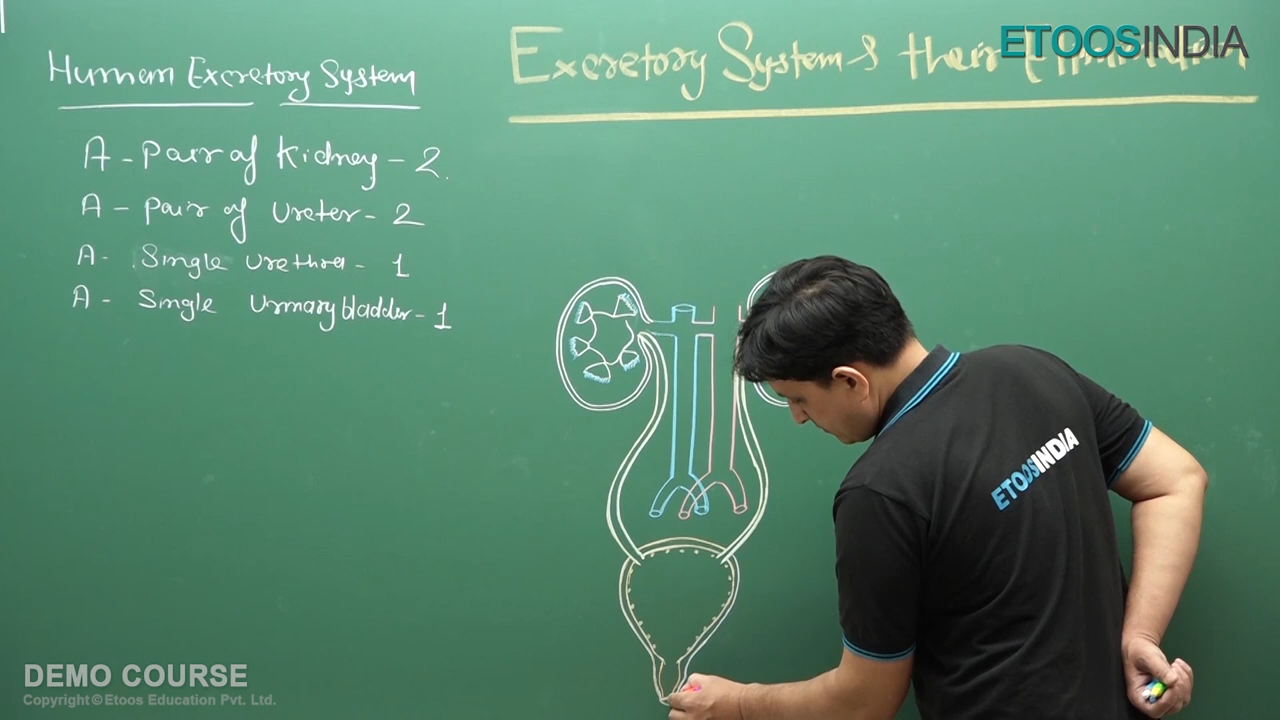 Human Excretory System
A - Pair of Kidney - 2.
A - Pair of Ureter - 2
A - Single Urethra - 1
A - Single Urinary bladder - 1
Excretory System & their
ETOOSINDIA
ETOOSINDIA
DEMO COURSE
Copyright © Etoos Education Pvt. Ltd.